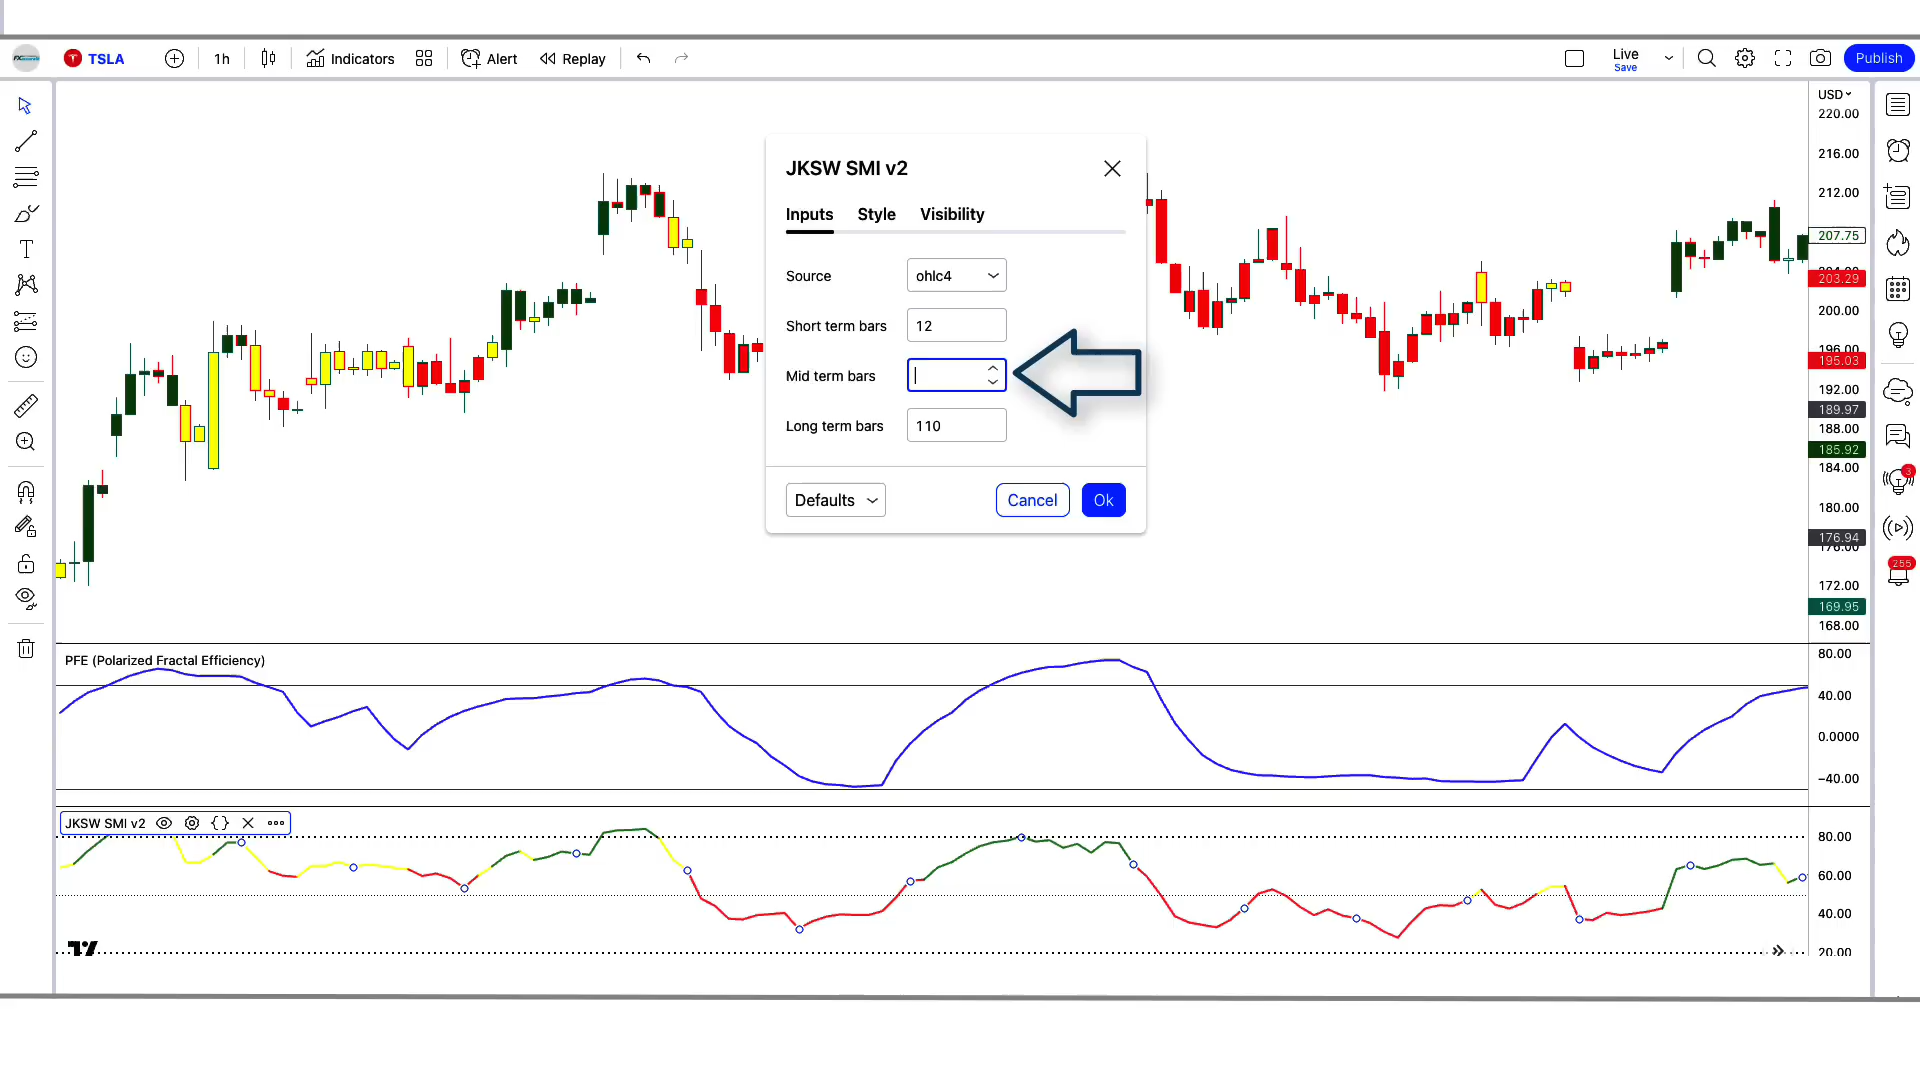 TSLA
1h
Indicators
Alert
Replay
Live
Save
Publish
USD
220.00
216.00
212.00
207.75
203.29
200.00
196.00
195.03
192.00
189.97
188.00
185.92
184.00
180.00
176.94
176.00
172.00
169.95
168.00
3
255
JKSW SMI v2
Inputs Style Visibility
Source ohlc4
Short term bars 12
Mid term bars
Long term bars 110
Defaults
Cancel
Ok
PFE (Polarized Fractal Efficiency)
80.00
40.00
0.0000
−40.00
JKSW SMI v2
80.00
60.00
40.00
20.00